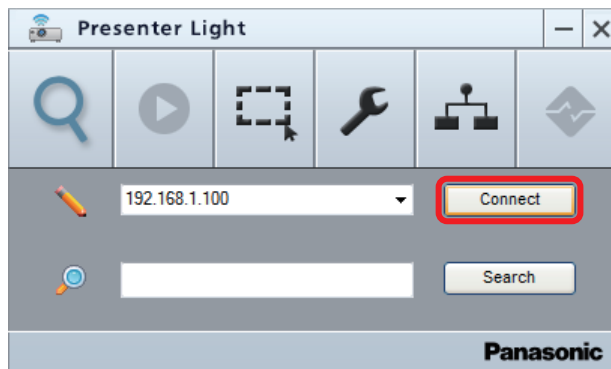 Presenter Light
192.168.1.100
Connect
Search
Panasonic